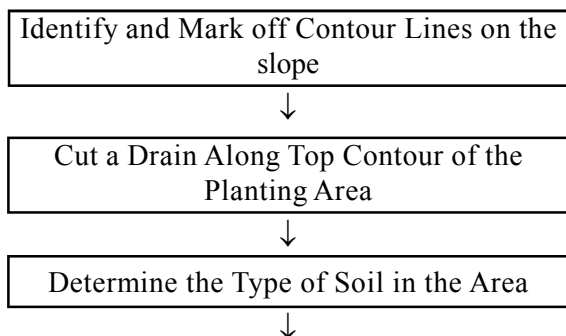 Identify and Mark off Contour Lines on the
slope
↓
Cut a Drain Along Top Contour of the
Planting Area
↓
Determine the Type of Soil in the Area
↓